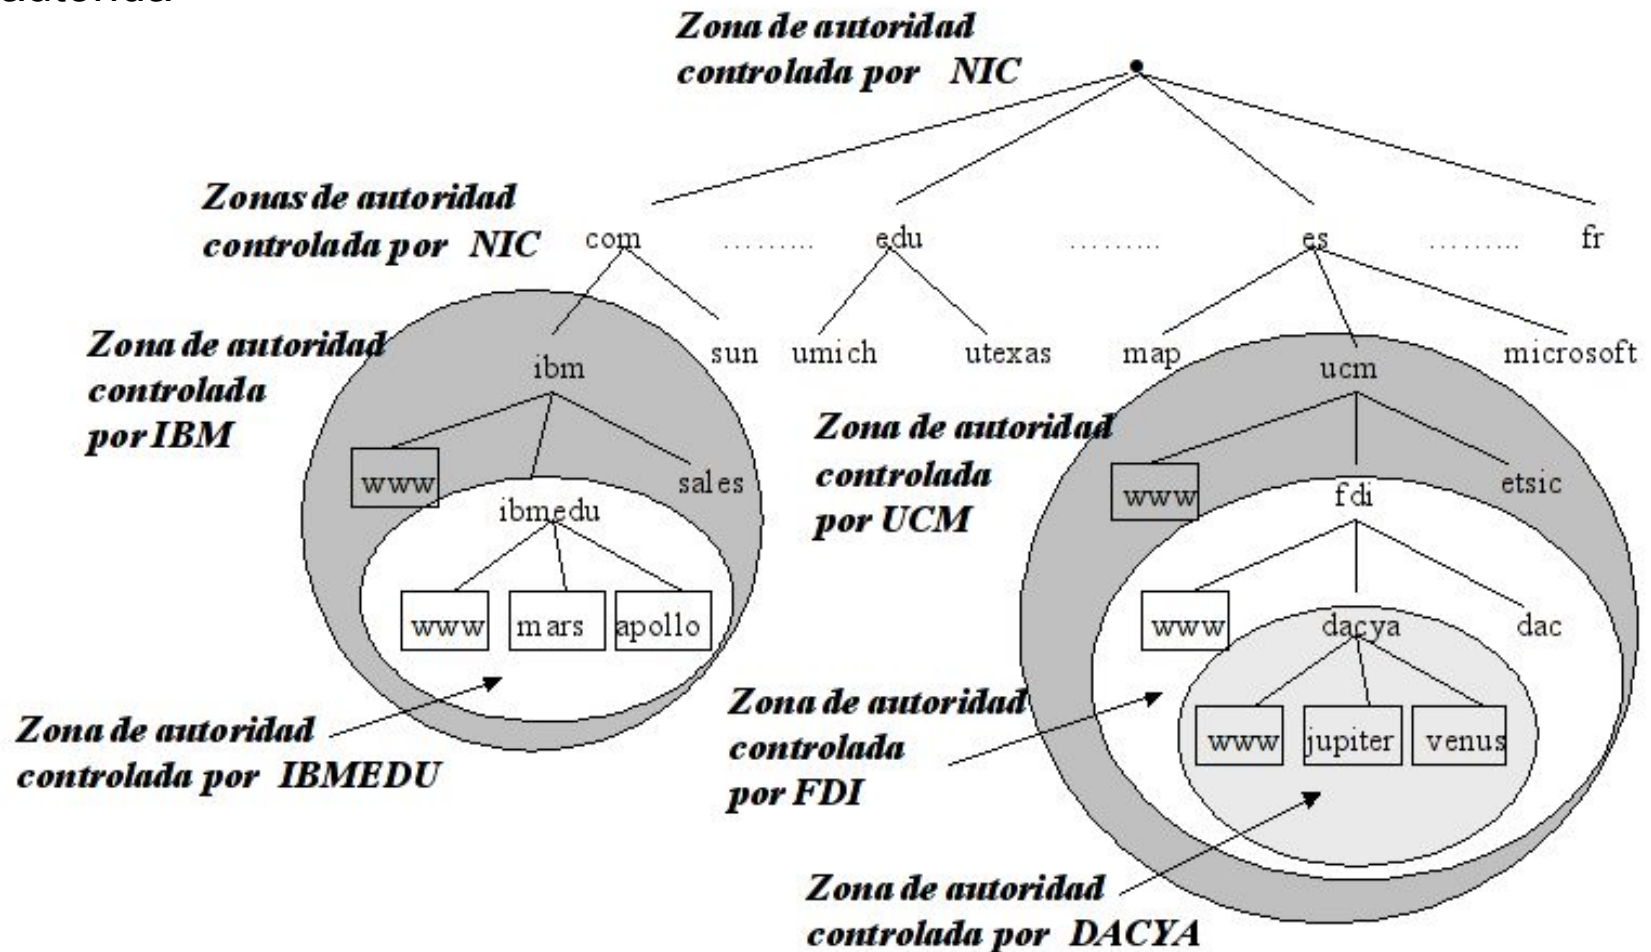 Zona de autoridad
controlada por NIC
Zonas de autoridad
controlada por NIC
com ......... edu ......... es ......... fr
Zona de autoridad
controlada
por IBM
ibm
sun umich utexas map ucm microsoft
www sales
ibmedu
www mars apollo
Zona de autoridad
controlada por IBMEDU
Zona de autoridad
controlada
por UCM
www fdi etsic
www dacya dac
www jupiter venus
Zona de autoridad
controlada
por FDI
Zona de autoridad
controlada por DACYA